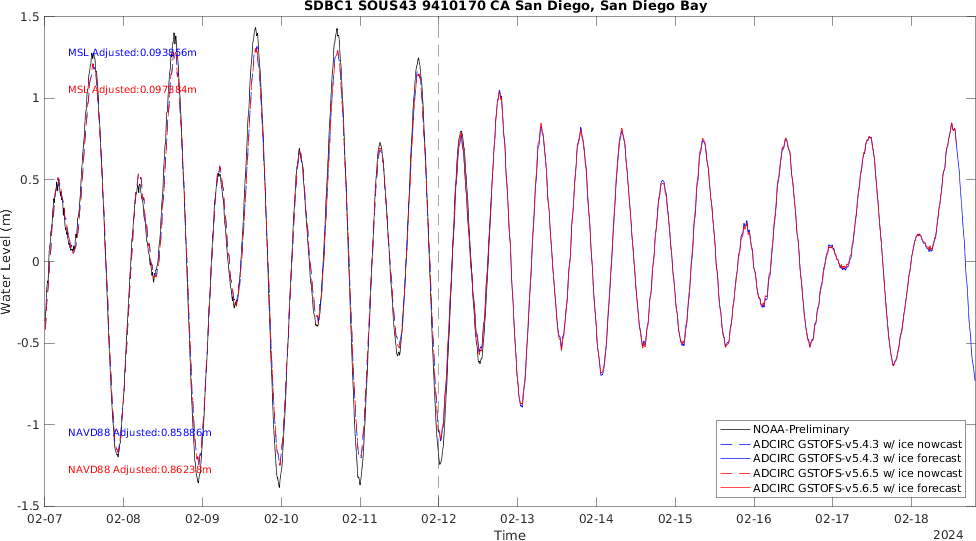 SDBC1 SOUS43 9410170 CA San Diego, San Diego Bay
1.5
MSL Adjusted:0.093866m
MSL Adjusted:0.097384m
1
0.5
Water Level (m)
0
-0.5
-1
NAVD88 Adjusted:0.85886m
NAVD88 Adjusted:0.86238m
-1.5
NOAA-Preliminary
ADCIRC GSTOFS-v5.4.3 w/ ice nowcast
ADCIRC GSTOFS-v5.4.3 w/ ice forecast
ADCIRC GSTOFS-v5.6.5 w/ ice nowcast
ADCIRC GSTOFS-v5.6.5 w/ ice forecast
02-07 02-08 02-09 02-10 02-11 02-12 02-13 02-14 02-15 02-16 02-17 02-18
Time
2024